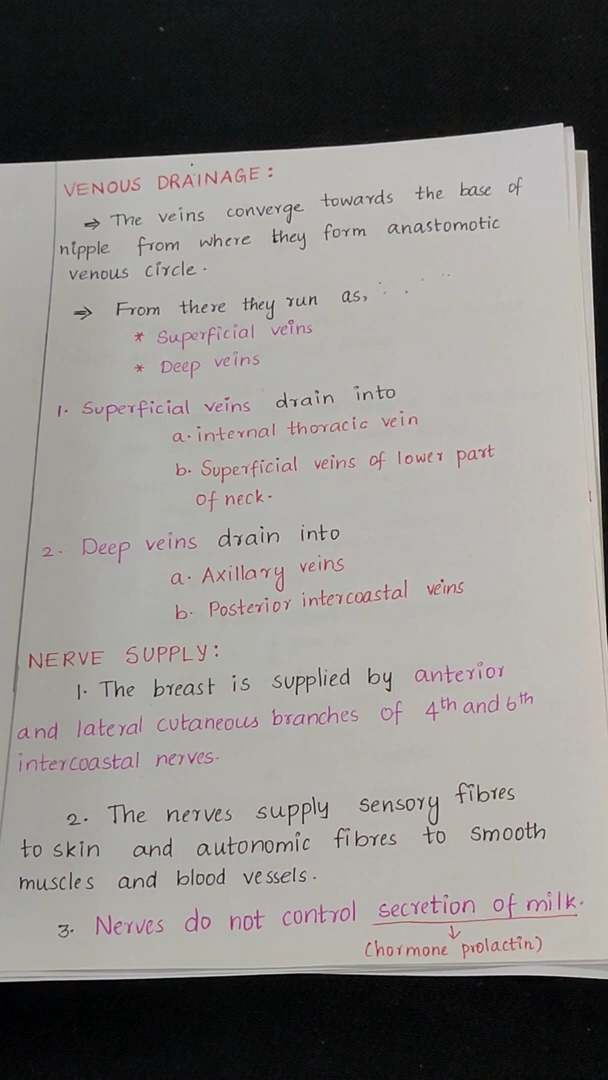 VENOUS DRAINAGE:
⇒ The veins converge towards the base of
nipple from where they form anastomotic
venous circle.
⇒ From there they run as,
* Superficial veins
* Deep veins
1. Superficial veins drain into
a. internal thoracic vein
b. Superficial veins of lower part
of neck.
2. Deep veins drain into
a. Axillary veins
b. Posterior intercoastal veins
NERVE SUPPLY:
1. The breast is supplied by anterior
and lateral cutaneous branches of 4th and 6th
intercoastal nerves.
2. The nerves supply sensory fibres
to skin and autonomic fibres to smooth
muscles and blood vessels.
3. Nerves do not control secretion of milk.
↓
(hormone prolactin)